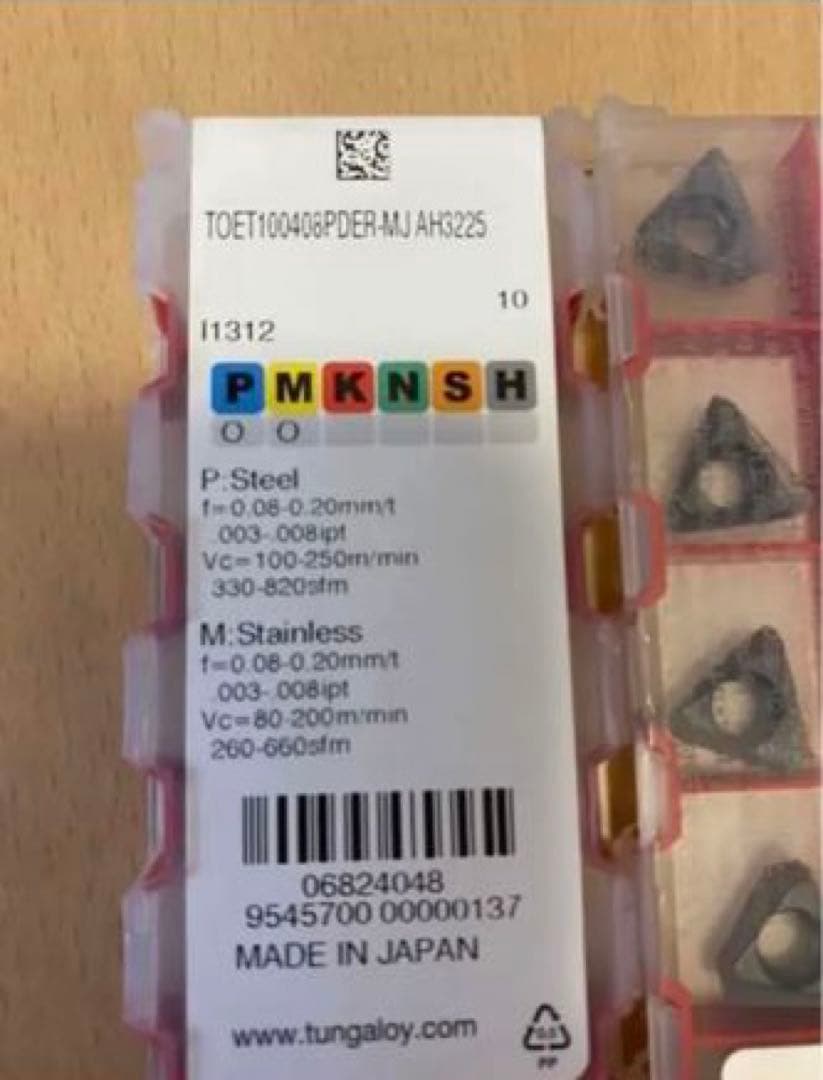 TOET100408PDER-MJ AH3225
10
I1312
P M K N S H
O O
P:Steel
f=0.08-0.20mm/t
.003-.008ipt
Vc=100-250m/min
330-820sfm
M:Stainless
f=0.08-0.20mm/t
.003-.008ipt
Vc=80-200m/min
260-660sfm
06824048
9545700 00000137
MADE IN JAPAN
www.tungaloy.com
PP